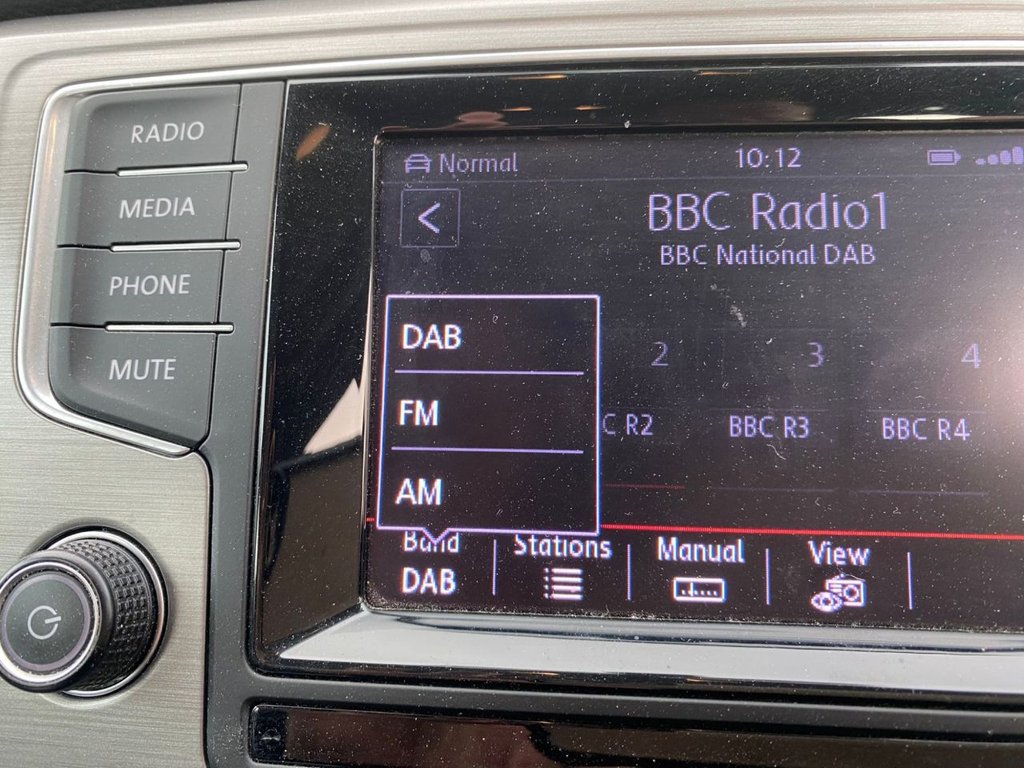 RADIO
MEDIA
PHONE
MUTE
Normal
10:12
<
BBC Radio1
BBC National DAB
DAB
FM
AM
2
3
4
C R2
BBC R3
BBC R4
Band
DAB
Stations
Manual
View